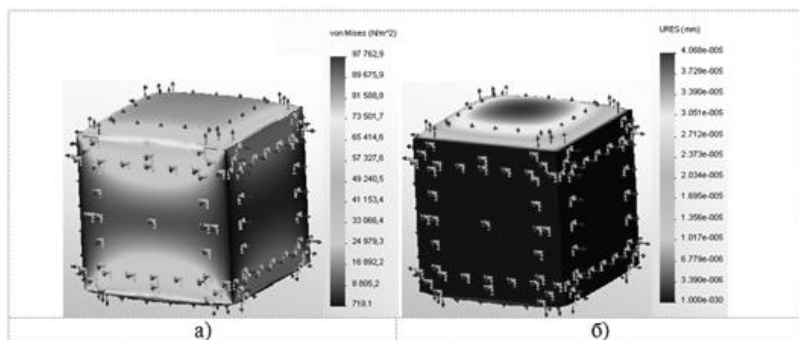 von Mises (N/m^2)
97 762,9
89 675,9
81 588,8
73 501,7
65 414,6
57 327,6
49 240,5
41 153,4
33 066,4
24 979,3
16 892,2
8 805,2
718.1
URES (mm)
4.068e-005
3.729e-005
3.390e-005
3.051e-005
2.712e-005
2.373e-005
2.034e-005
1.695e-005
1.356e-005
1.017e-005
6.779e-006
3.390e-006
1.000e-030
а)
б)